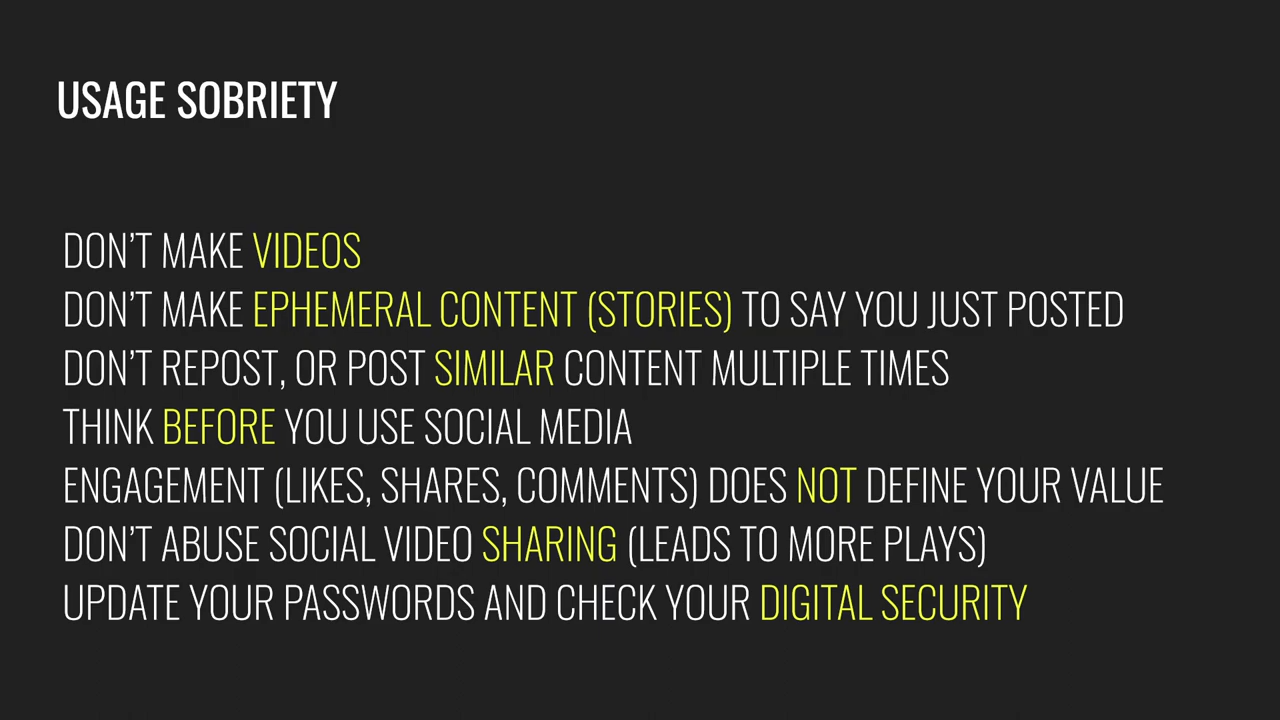 USAGE SOBRIETY
DON’T MAKE VIDEOS
DON’T MAKE EPHEMERAL CONTENT (STORIES) TO SAY YOU JUST POSTED
DON’T REPOST, OR POST SIMILAR CONTENT MULTIPLE TIMES
THINK BEFORE YOU USE SOCIAL MEDIA
ENGAGEMENT (LIKES, SHARES, COMMENTS) DOES NOT DEFINE YOUR VALUE
DON’T ABUSE SOCIAL VIDEO SHARING (LEADS TO MORE PLAYS)
UPDATE YOUR PASSWORDS AND CHECK YOUR DIGITAL SECURITY